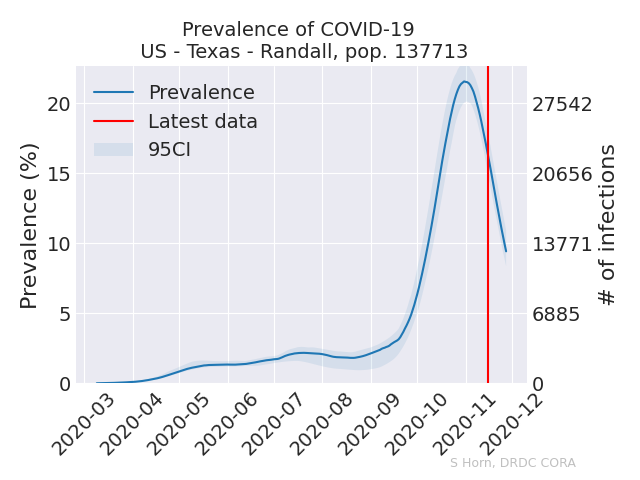 Prevalence of COVID-19
US - Texas - Randall, pop. 137713
Prevalence
Latest data
95CI
Prevalence (%)
20
15
10
5
0
27542
20656
13771
6885
0
# of infections
2020-03
2020-04
2020-05
2020-06
2020-07
2020-08
2020-09
2020-10
2020-11
2020-12
S Horn, DRDC CORA